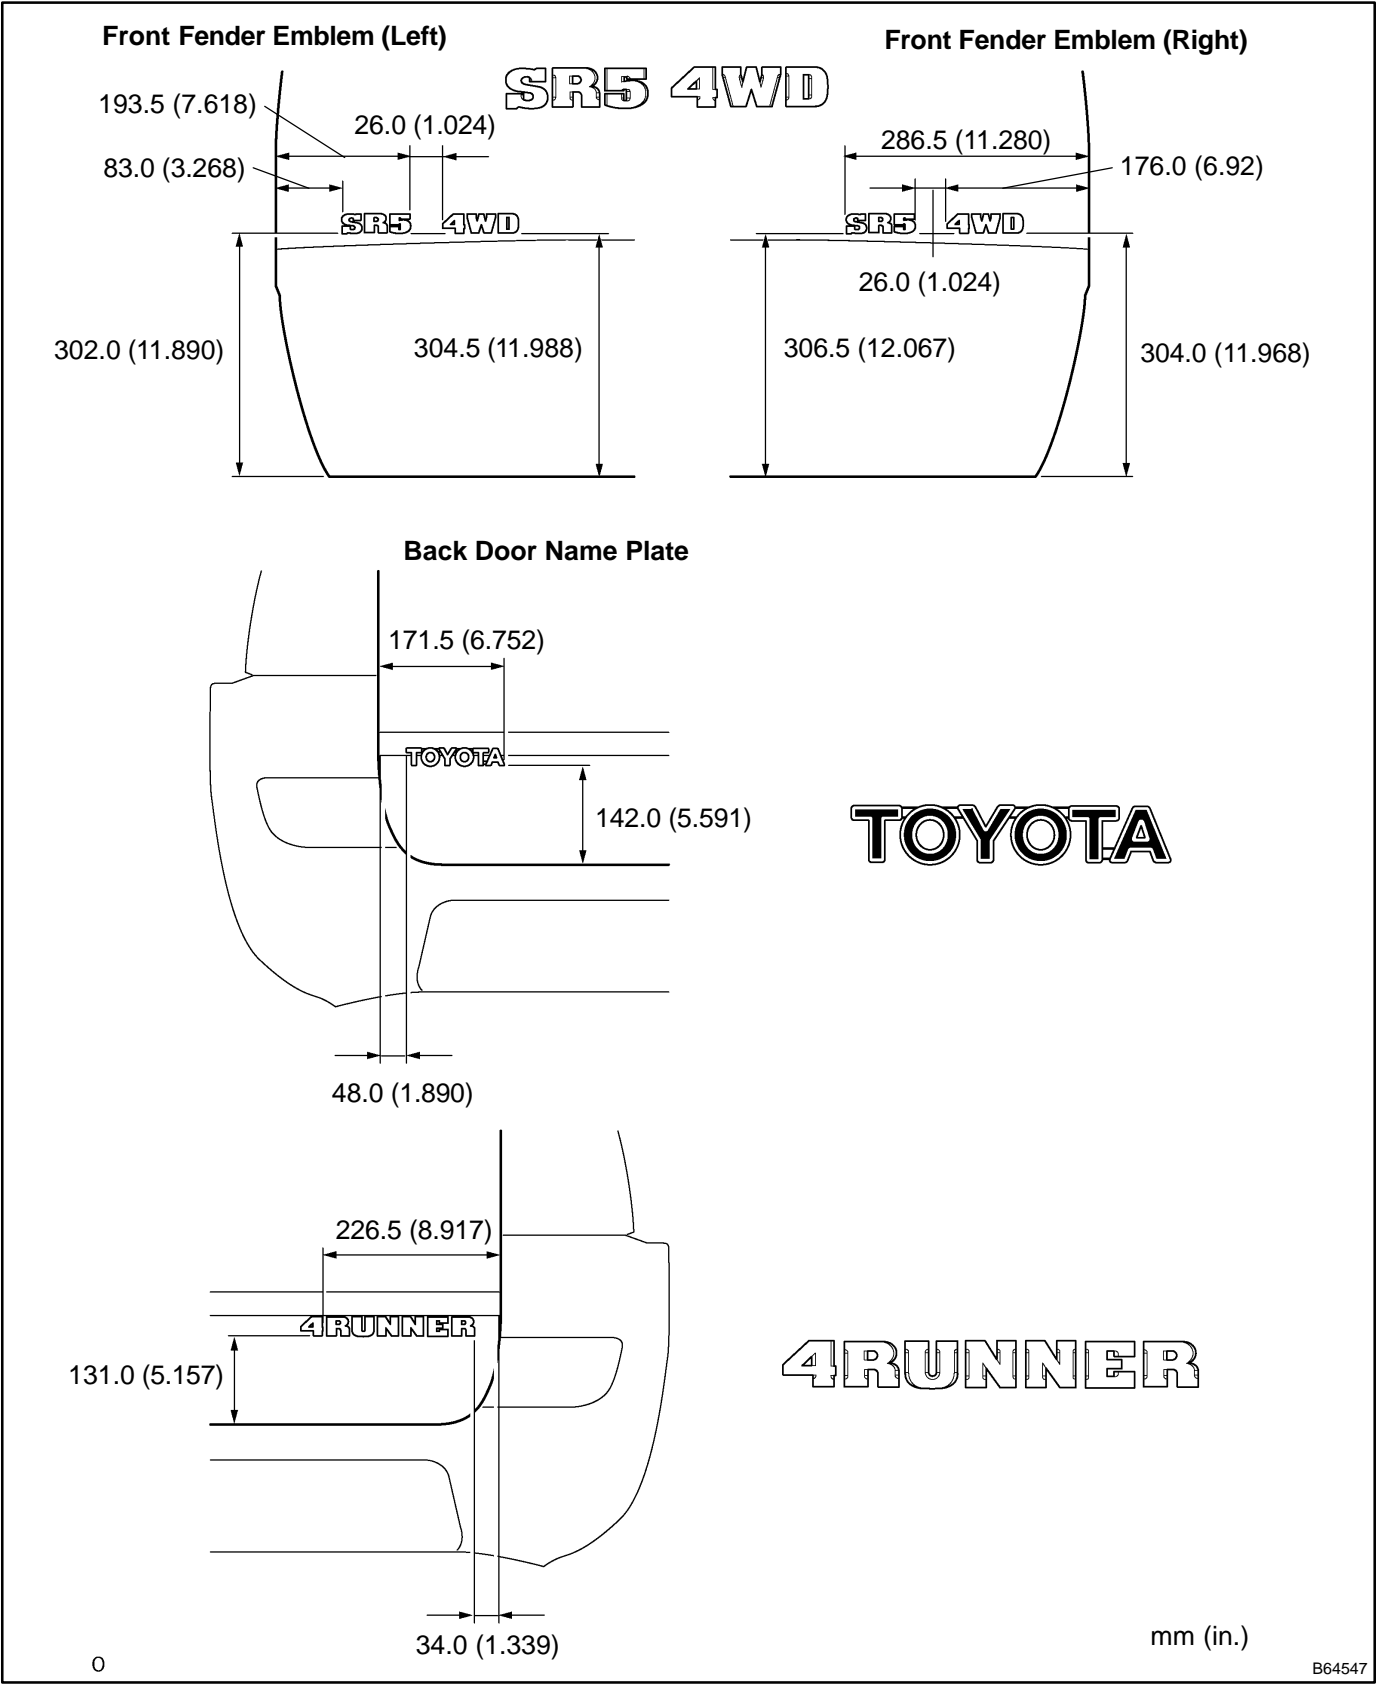 Front Fender Emblem (Left)
Front Fender Emblem (Right)
SR5 4WD
193.5 (7.618)
26.0 (1.024)
83.0 (3.268)
286.5 (11.280)
176.0 (6.92)
SR5 4WD
SR5 4WD
26.0 (1.024)
302.0 (11.890)
304.5 (11.988)
306.5 (12.067)
304.0 (11.968)
Back Door Name Plate
171.5 (6.752)
TOYOTA
142.0 (5.591)
TOYOTA
48.0 (1.890)
226.5 (8.917)
4RUNNER
131.0 (5.157)
4RUNNER
34.0 (1.339)
mm (in.)
O
B64547